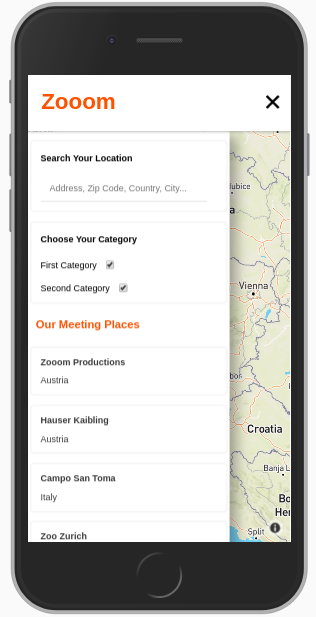 Zooom
Search Your Location
Address, Zip Code, Country, City...
Choose Your Category
First Category
Second Category
Our Meeting Places
Zooom Productions
Austria
Hauser Kaibling
Austria
Campo San Toma
Italy
Zoo Zurich
Vienna
Croatia
Banja L
Bo
Her
Split